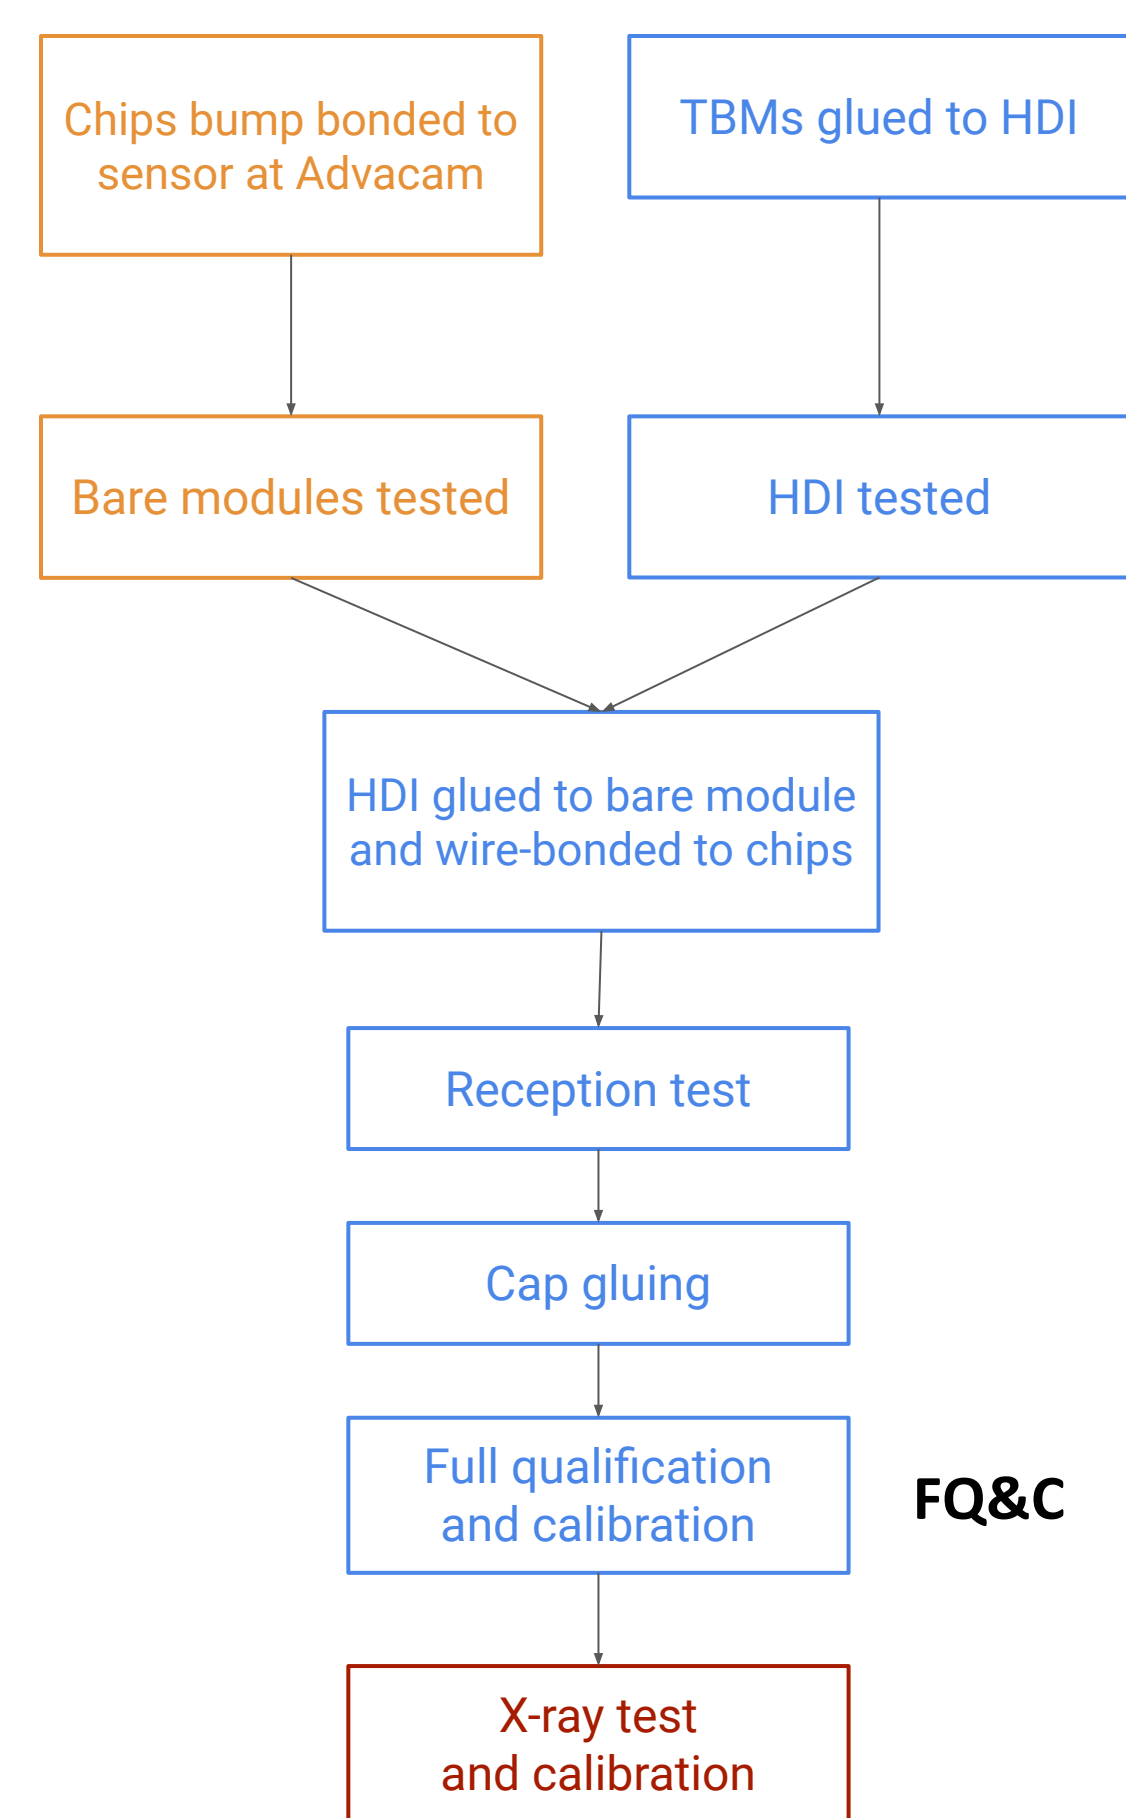 Chips bump bonded to
sensor at Advacam
TBMs glued to HDI
Bare modules tested
HDI tested
HDI glued to bare module
and wire-bonded to chips
Reception test
Cap gluing
Full qualification
and calibration
FQ&C
X-ray test
and calibration